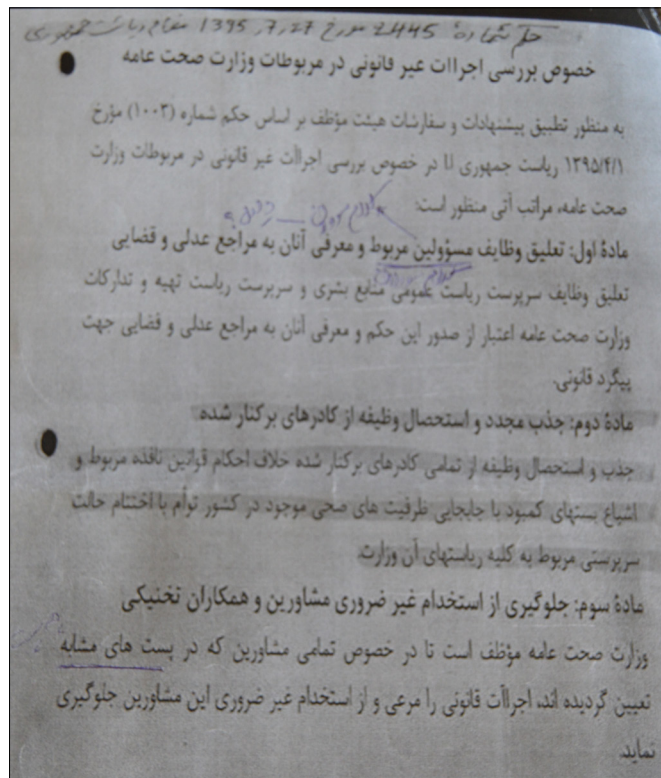 حکم شمارهٔ 2445 مورخ 1395,7,27 مقام ریاست جمهوری
خصوص بررسی اجراات غیر قانونی در مربوطات وزارت صحت عامه
به منظور تطبیق پیشنهادات و سفارشات هیئت مؤظف بر اساس حکم شماره (۱۰۰۳) مؤرخ
۱۳۹۵/۴/۱ ریاست جمهوری ا.ا در خصوص بررسی اجراآت غیر قانونی در مربوطات وزارت
صحت عامه، مراتب آتی منظور است:
مادهٔ اول: تعلیق وظایف مسؤولین مربوط و معرفی آنان به مراجع عدلی و قضایی
تعلیق وظایف سرپرست ریاست عمومی منابع بشری و سرپرست ریاست تهیه و تدارکات
وزارت صحت عامه اعتبار از صدور این حکم و معرفی آنان به مراجع عدلی و قضایی جهت
پیگرد قانونی.
مادهٔ دوم: جذب مجدد و استحصال وظیفه از کادرهای برکنار شده
جذب و استحصال وظیفه از تمامی کادرهای برکنار شده خلاف احکام قوانین نافذه مربوط و
اشباع بستهای کمبود با جابجایی ظرفیت های صحی موجود در کشور توأم با اختتام حالت
سرپرستی مربوط به کلیه ریاستهای آن وزارت.
مادهٔ سوم: جلوگیری از استخدام غیر ضروری مشاورین و همکاران تخنیکی
وزارت صحت عامه مؤظف است تا در خصوص تمامی مشاورین که در پست های مشابه
تعیین گردیده اند، اجراآت قانونی را مرعی و از استخدام غیر ضروری این مشاورین جلوگیری
نماید.